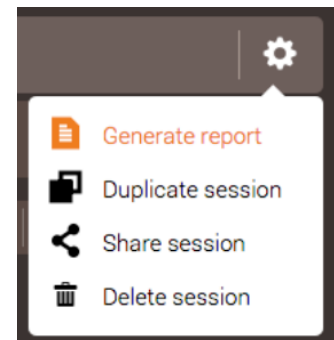 Generate report
Duplicate session
Share session
Delete session